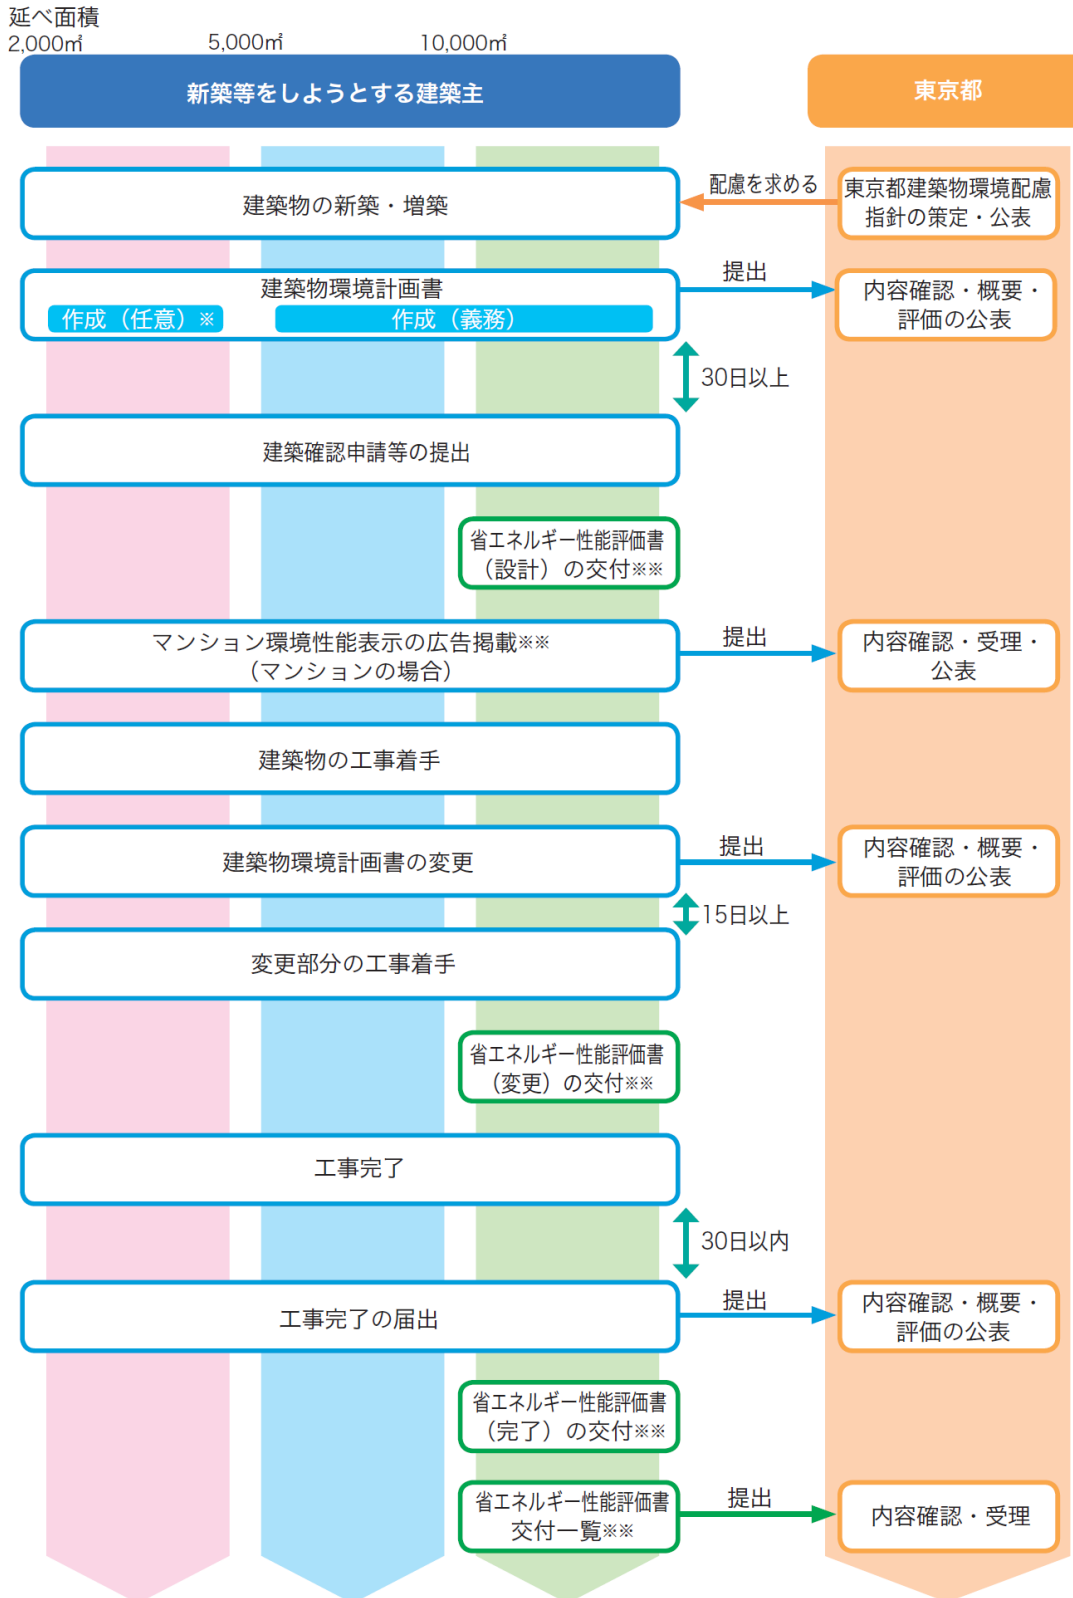 延べ面積
2,000㎡
5,000㎡
10,000㎡
新築等をしようとする建築主
東京都
建築物の新築・増築
配慮を求める
東京都建築物環境配慮
指針の策定・公表
建築物環境計画書
作成（任意）※
作成（義務）
提出
内容確認・概要・
評価の公表
30日以上
建築確認申請等の提出
省エネルギー性能評価書
（設計）の交付※※
マンション環境性能表示の広告掲載※※
（マンションの場合）
提出
内容確認・受理・
公表
建築物の工事着手
建築物環境計画書の変更
提出
内容確認・概要・
評価の公表
15日以上
変更部分の工事着手
省エネルギー性能評価書
（変更）の交付※※
工事完了
30日以内
工事完了の届出
提出
内容確認・概要・
評価の公表
省エネルギー性能評価書
（完了）の交付※※
省エネルギー性能評価書
交付一覧※※
提出
内容確認・受理